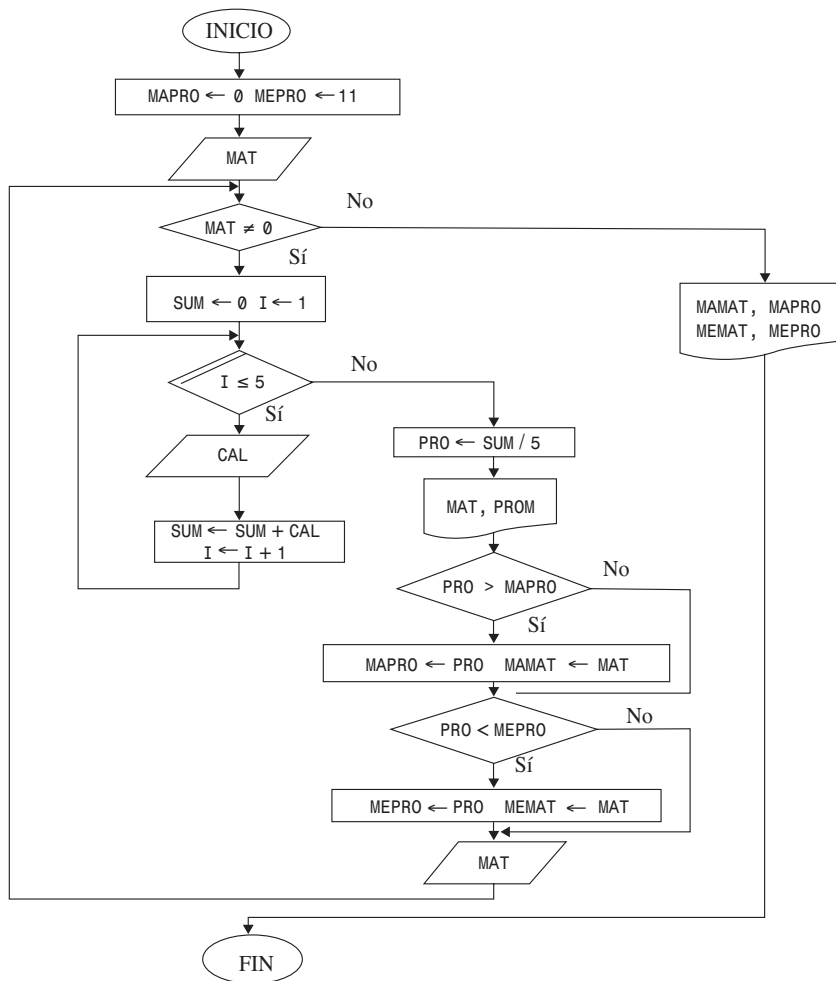 INICIO
MAPRO ← 0 MEPRO ← 11
MAT
MAT ≠ 0
No
Sí
SUM ← 0 I ← 1
MAMAT, MAPRO
MEMAT, MEPRO
I ≤ 5
No
Sí
CAL
SUM ← SUM + CAL
I ← I + 1
PRO ← SUM / 5
MAT, PROM
PRO > MAPRO
No
Sí
MAPRO ← PRO MAMAT ← MAT
PRO < MEPRO
No
Sí
MEPRO ← PRO MEMAT ← MAT
MAT
FIN